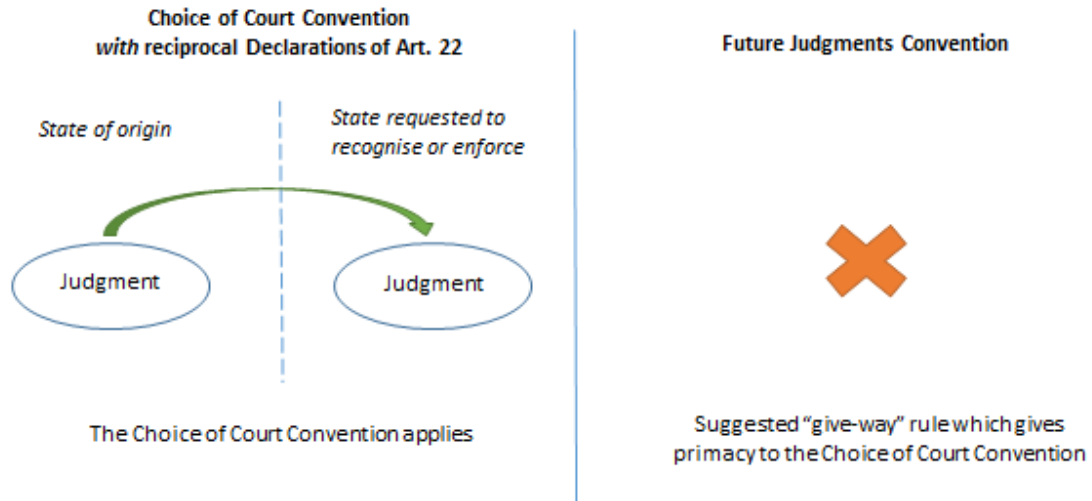 Choice of Court Convention
with reciprocal Declarations of Art. 22
State of origin
State requested to
recognise or enforce
Judgment
Judgment
The Choice of Court Convention applies
Future Judgments Convention
Suggested “give-way” rule which gives
primacy to the Choice of Court Convention